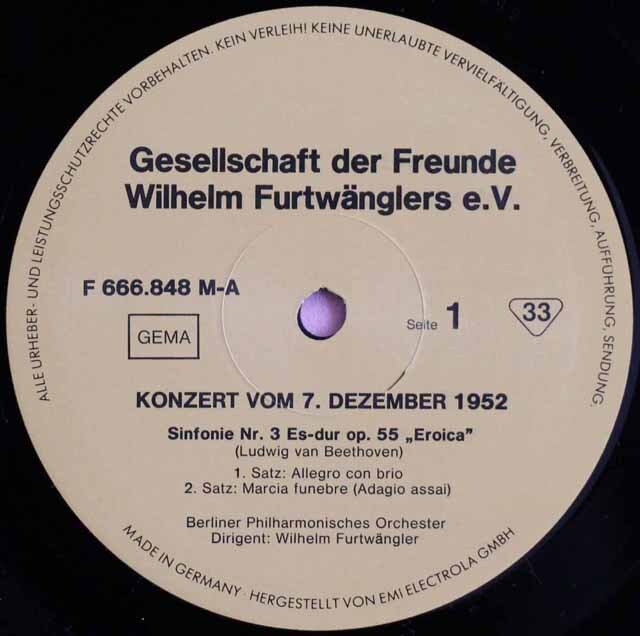 ALLE URHEBER- UND LEISTUNGSSCHUTZRECHTE VORBEHALTEN. KEIN VERLEIH! KEINE UNERLAUBTE VERVIELFÄLTIGUNG, VERBREITUNG, AUFFÜHRUNG, SENDUNG.
Gesellschaft der Freunde
Wilhelm Furtwänglers e.V.
F 666.848 M-A
GEMA
Seite 1
33
KONZERT VOM 7. DEZEMBER 1952
Sinfonie Nr. 3 Es-dur op. 55 „Eroica"
(Ludwig van Beethoven)
1. Satz: Allegro con brio
2. Satz: Marcia funebre (Adagio assai)
Berliner Philharmonisches Orchester
Dirigent: Wilhelm Furtwängler
MADE IN GERMANY · HERGESTELLT VON EMI ELECTROLA GMBH